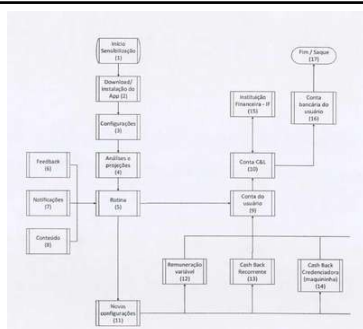 Início
Sensibilização
(1)
Download/
instalação do
App (2)
Configurações
(3)
Análises e
projeções
(4)
Rotina
(5)
Feedback
(6)
Notificações
(7)
Conteúdo
(8)
Novas
configurações
(11)
Fim / Saque
(17)
Instituição
Financeira - IF
(15)
Conta
bancária do
usuário
(16)
Conta C&L
(10)
Conta do
usuário
(9)
Remuneração
variável
(12)
Cash Back
Recorrente
(13)
Cash Back
Credenciadora
(maquininha)
(14)